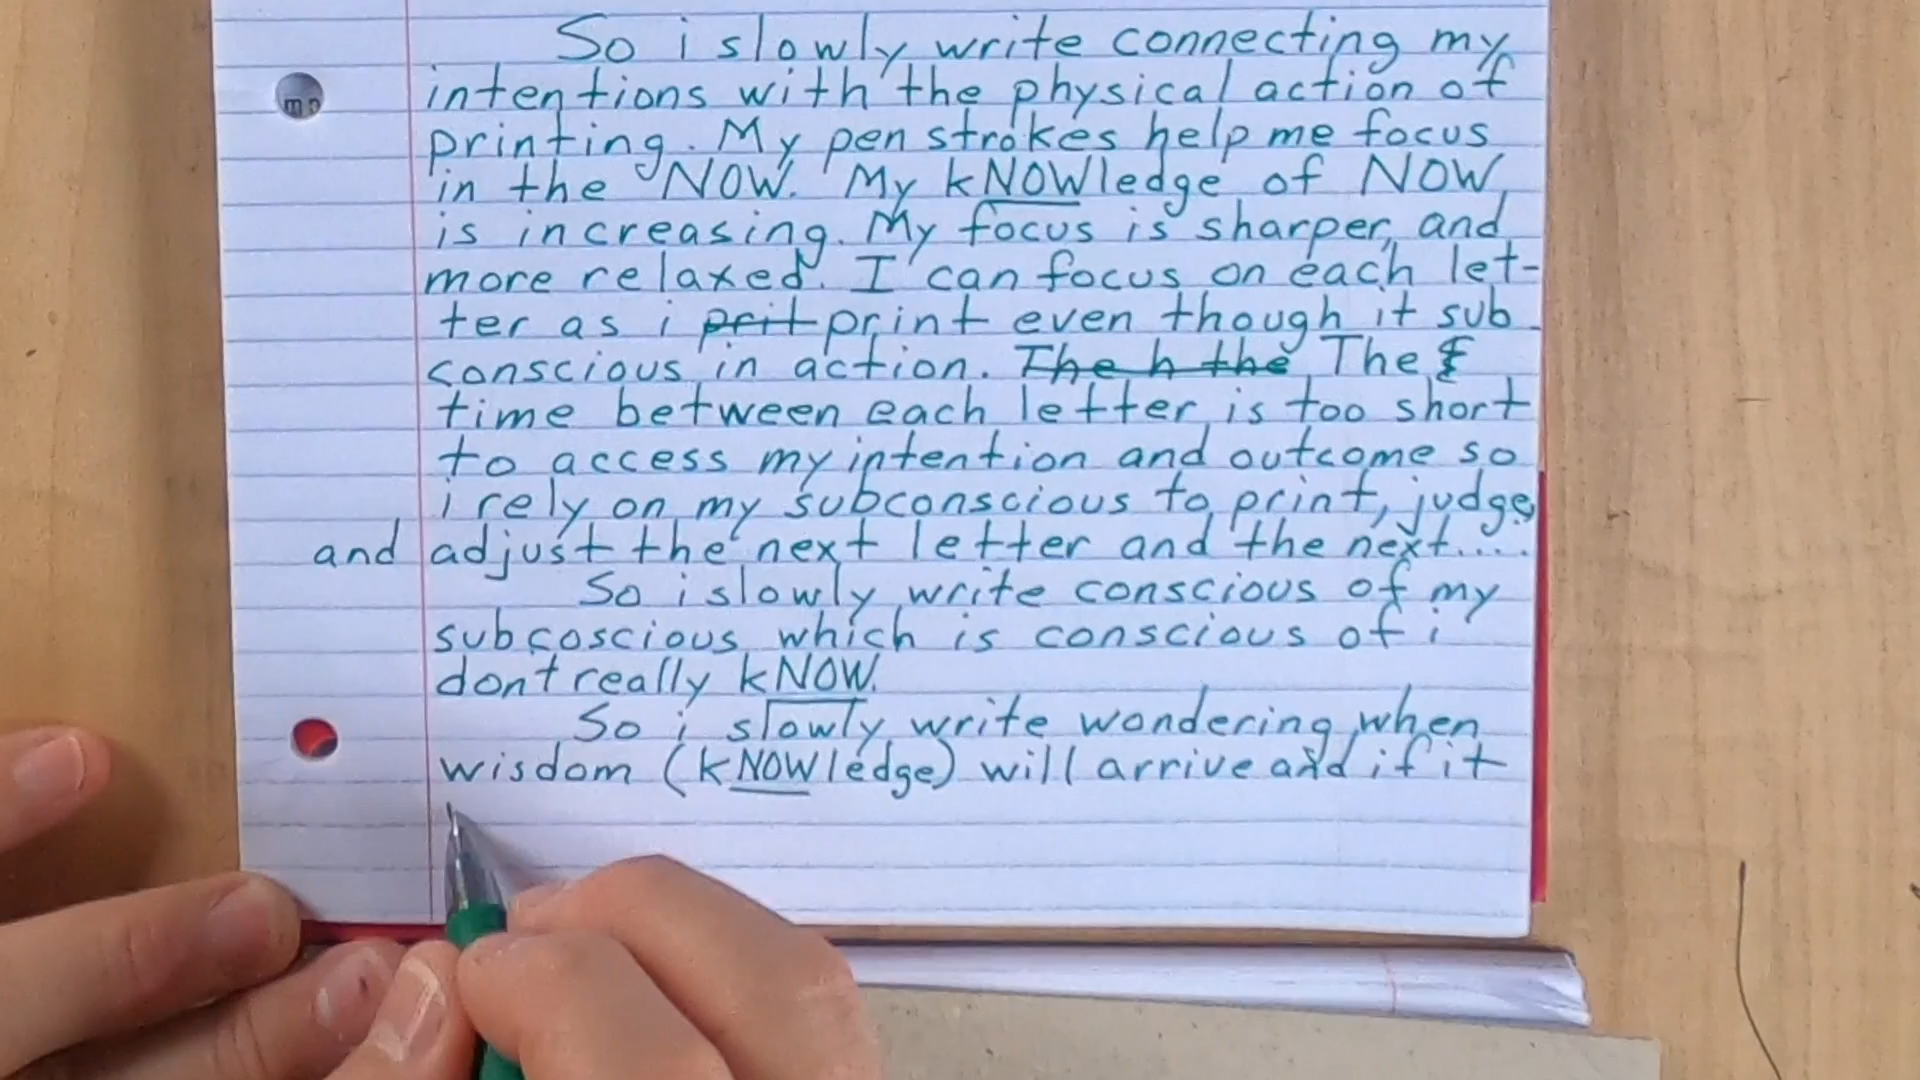 So i slowly write connecting my
intentions with the physical action of
printing. My pen strokes help me focus
in the NOW. My kNOWledge of NOW
is increasing. My focus is sharper, and
more relaxed. I can focus on each let-
ter as i prit print even though it sub-
conscious in action. The h the The
time between each letter is too short
to access my intention and outcome so
i rely on my subconscious to print, judge,
and adjust the next letter and the next....
So i slowly write conscious of my
subcoscious which is conscious of i
dont really kNOW.
So i slowly write wondering when
wisdom (kNOWledge) will arrive and if it